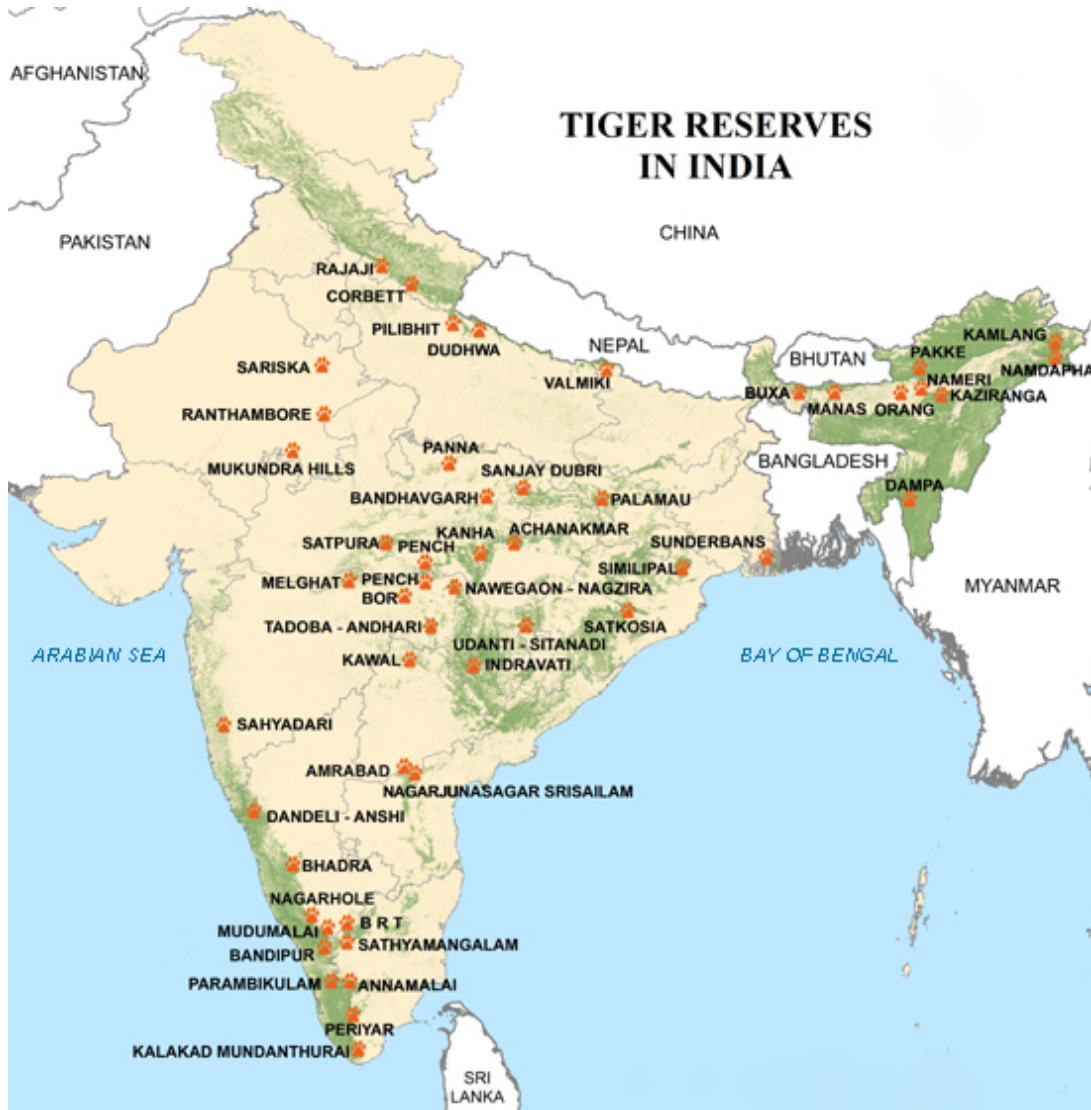 AFGHANISTAN
TIGER RESERVES
IN INDIA
PAKISTAN
CHINA
RAJAJI
CORBETT
PILIBHIT
DUDHWA
NEPAL
KAMLANG
BHUTAN
PAKKE
SARISKA
VALMIKI
NAMDAPHA
NAMERI
BUXA
MANAS
ORANG
KAZIRANGA
RANTHAMBORE
MUKUNDRA HILLS
PANNA
SANJAY DUBRI
BANGLADESH
DAMPA
BANDHAVGARH
PALAMAU
KANHA
ACHANAKMAR
SATPURA
PENCH
SUNDERBANS
SIMILIPAL
MELGHAT
PENCH
BOR
NAWEGAON - NAGZIRA
MYANMAR
TADOBA - ANDHARI
UDANTI - SITANADI
SATKOSIA
ARABIAN SEA
KAWAL
INDRAVATI
BAY OF BENGAL
SAHYADARI
AMRABAD
NAGARJUNASAGAR SRISAILAM
DANDELI - ANSHI
BHADRA
NAGARHOLE
B R T
MUDUMALAI
SATHYAMANGALAM
BANDIPUR
PARAMBIKULAM
ANNAMALAI
PERIYAR
KALAKAD MUNDANTHURAI
SRI
LANKA